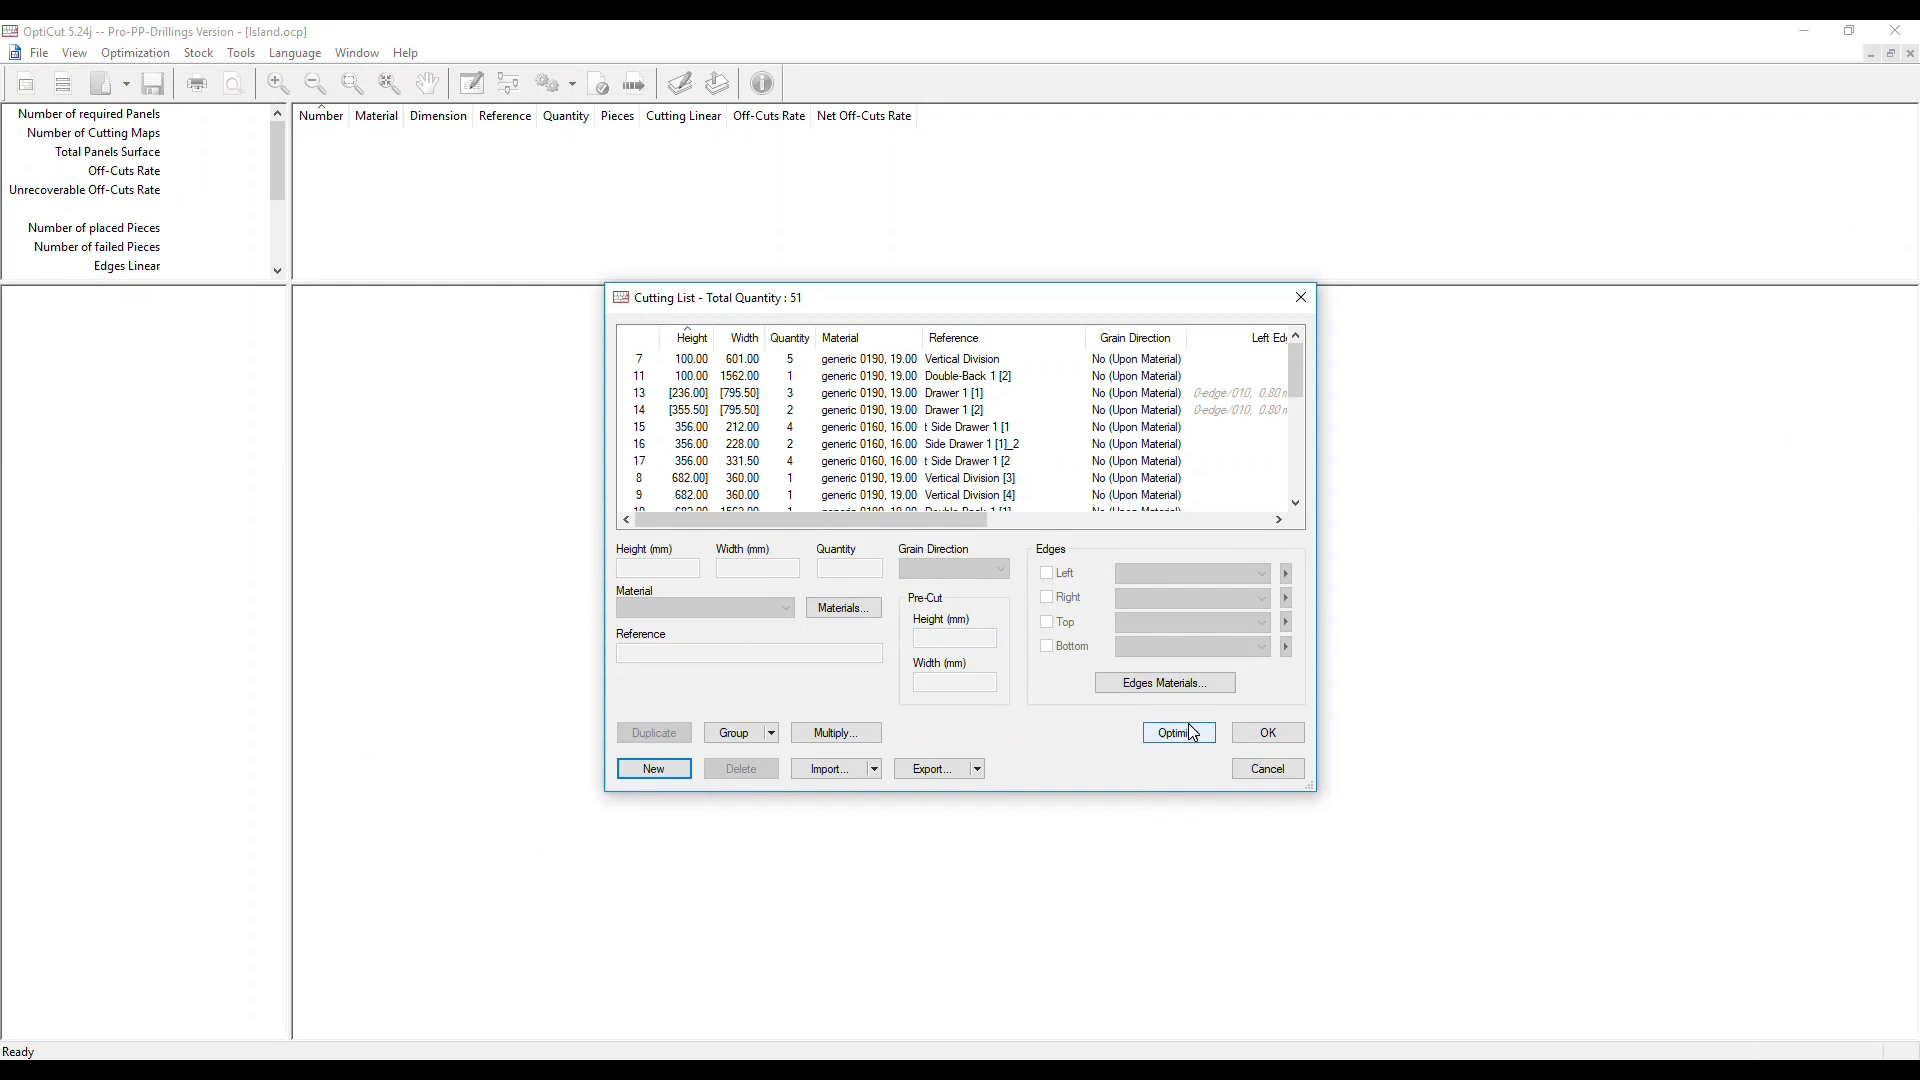 OptiCut 5.24j -- Pro-PP-Drillings Version - [Island.ocp]
File View Optimization Stock Tools Language Window Help
Number of required Panels
Number of Cutting Maps
Total Panels Surface
Off-Cuts Rate
Unrecoverable Off-Cuts Rate
Number of placed Pieces
Number of failed Pieces
Edges Linear
Number Material Dimension Reference Quantity Pieces Cutting Linear Off-Cuts Rate Net Off-Cuts Rate
Cutting List - Total Quantity : 51
Height Width Quantity Material Reference Grain Direction Left Ed
7 100.00 601.00 5 generic 0190, 19.00 Vertical Division No (Upon Material)
11 100.00 1562.00 1 generic 0190, 19.00 Double-Back 1 [2] No (Upon Material)
13 [236.00] [795.50] 3 generic 0190, 19.00 Drawer 1 [1] No (Upon Material) 0-edge/010, 0.80
14 [355.50] [795.50] 2 generic 0190, 19.00 Drawer 1 [2] No (Upon Material) 0-edge/010, 0.80
15 356.00 212.00 4 generic 0160, 16.00 t Side Drawer 1 [1 No (Upon Material)
16 356.00 228.00 2 generic 0160, 16.00 Side Drawer 1 [1]_2 No (Upon Material)
17 356.00 331.50 4 generic 0160, 16.00 t Side Drawer 1 [2 No (Upon Material)
8 682.00] 360.00 1 generic 0190, 19.00 Vertical Division [3] No (Upon Material)
9 682.00 360.00 1 generic 0190, 19.00 Vertical Division [4] No (Upon Material)
Height (mm) Width (mm) Quantity Grain Direction Edges
Left
Material Pre-Cut
Materials... Right
Height (mm) Top
Reference
Bottom
Width (mm)
Edges Materials...
Duplicate Group Multiply... Optimi OK
New Delete Import... Export... Cancel
Ready